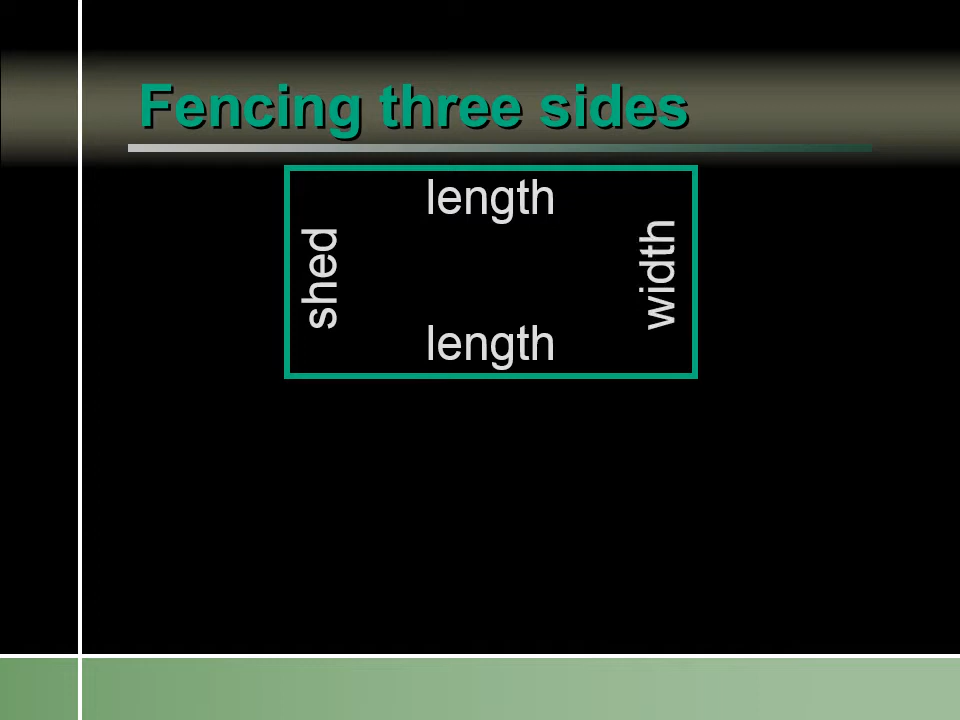 Fencing three sides
length
shed
width
length